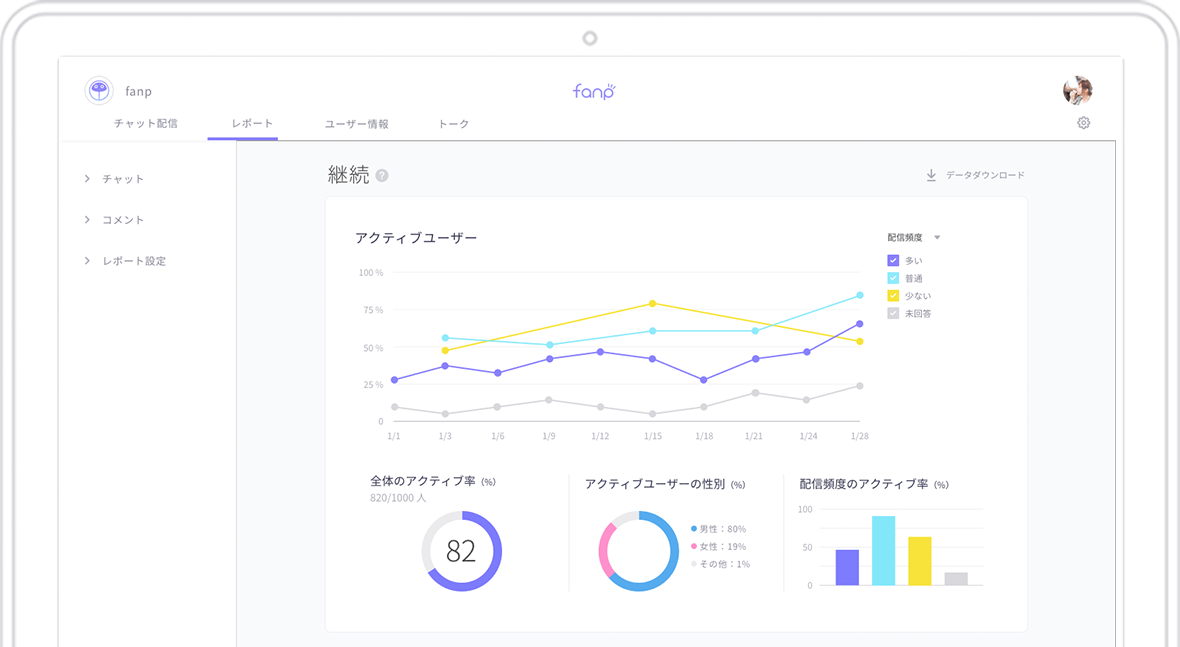 fanp
fanp
チャット配信 レポート ユーザー情報 トーク
チャット
コメント
レポート設定
継続 ?
データダウンロード
アクティブユーザー
配信頻度
多い
普通
少ない
未回答
100 %
75 %
50 %
25 %
0
1/1 1/3 1/6 1/9 1/12 1/15 1/18 1/21 1/24 1/28
全体のアクティブ率 (%)
820/1000 人
82
アクティブユーザーの性別 (%)
男性：80%
女性：19%
その他：1%
配信頻度のアクティブ率 (%)
100
50
0